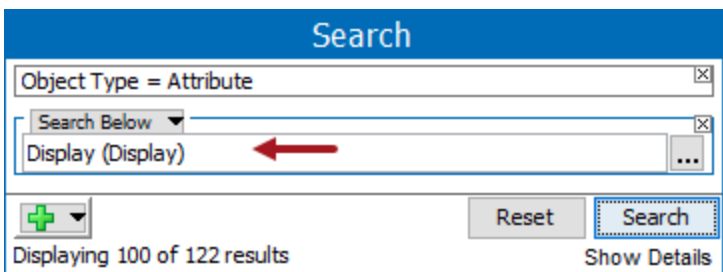 Search
Object Type = Attribute
Search Below
Display (Display)
...
Reset Search
Displaying 100 of 122 results Show Details